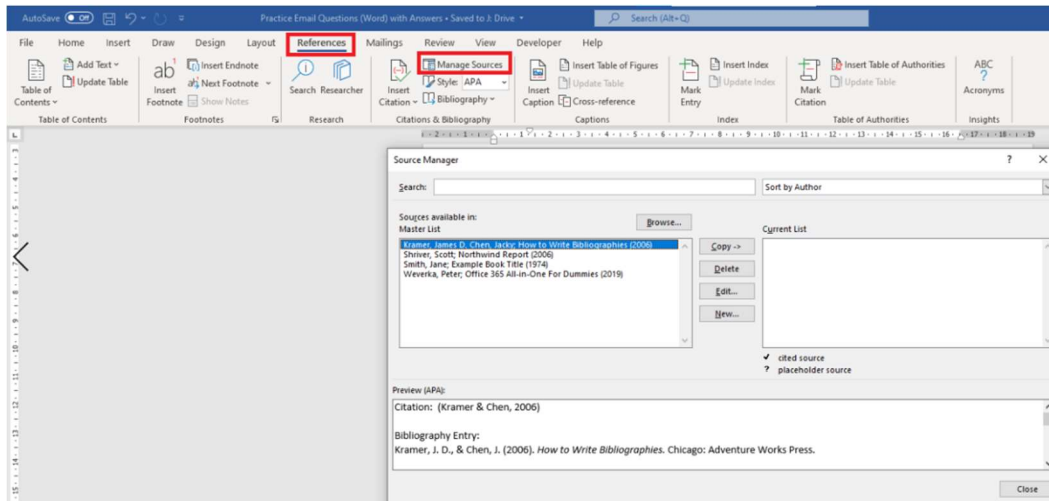 AutoSave Off Practice Email Questions (Word) with Answers • Saved to J: Drive Search (Alt+Q)
File Home Insert Draw Design Layout References Mailings Review View Developer Help
Table of Contents
Add Text
Update Table
Table of Contents
ab¹ Insert Footnote
Insert Endnote
Next Footnote
Show Notes
Footnotes
Search Researcher
Research
Insert Citation
Manage Sources
Style: APA
Bibliography
Citations & Bibliography
Insert Caption
Insert Table of Figures
Update Table
Cross-reference
Captions
Mark Entry
Insert Index
Update Index
Index
Mark Citation
Insert Table of Authorities
Update Table
Table of Authorities
ABC
?
Acronyms
Insights
Source Manager ? X
Search: Sort by Author
Sources available in:
Master List
Browse...
Current List
Kramer, James D, Chen, Jacky; How to Write Bibliographies (2006)
Shriver, Scott; Northwind Report (2006)
Smith, Jane; Example Book Title (1974)
Weverka, Peter; Office 365 All-in-One For Dummies (2019)
Copy ->
Delete
Edit...
New...
✓ cited source
? placeholder source
Preview (APA):
Citation: (Kramer & Chen, 2006)
Bibliography Entry:
Kramer, J. D., & Chen, J. (2006). How to Write Bibliographies. Chicago: Adventure Works Press.
Close